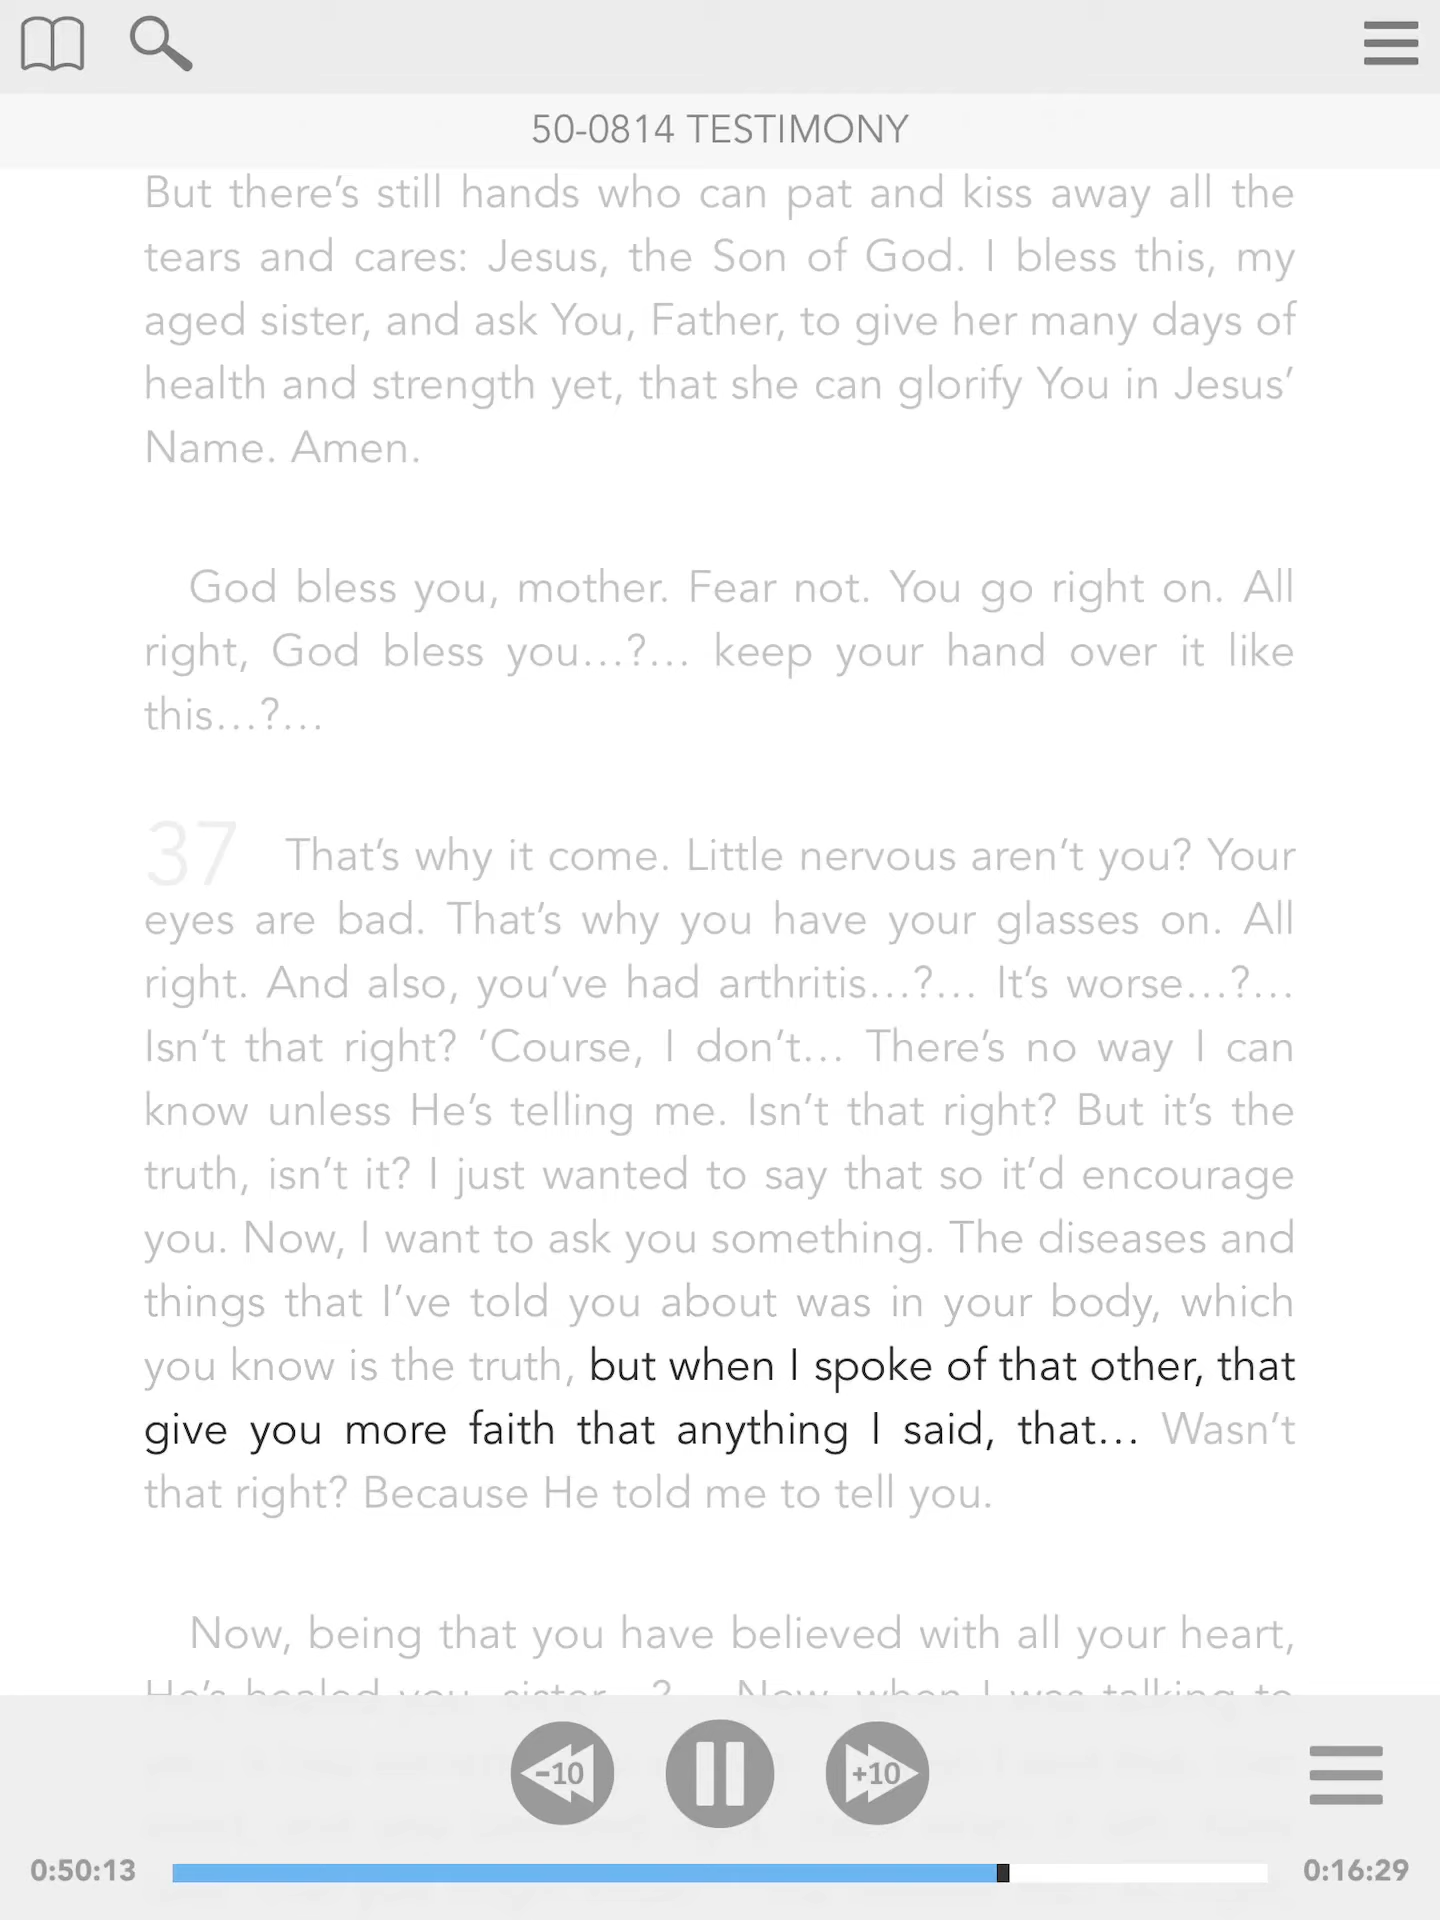 50-0814 TESTIMONY
But there’s still hands who can pat and kiss away all the
tears and cares: Jesus, the Son of God. I bless this, my
aged sister, and ask You, Father, to give her many days of
health and strength yet, that she can glorify You in Jesus’
Name. Amen.
God bless you, mother. Fear not. You go right on. All
right, God bless you…?… keep your hand over it like
this…?…
37 That’s why it come. Little nervous aren’t you? Your
eyes are bad. That’s why you have your glasses on. All
right. And also, you’ve had arthritis…?… It’s worse…?…
Isn’t that right? ’Course, I don’t… There’s no way I can
know unless He’s telling me. Isn’t that right? But it’s the
truth, isn’t it? I just wanted to say that so it’d encourage
you. Now, I want to ask you something. The diseases and
things that I’ve told you about was in your body, which
you know is the truth, but when I spoke of that other, that
give you more faith that anything I said, that… Wasn’t
that right? Because He told me to tell you.
Now, being that you have believed with all your heart,
He’s healed you, sister…?… Now, when I was talking to
-10 +10
0:50:13 0:16:29